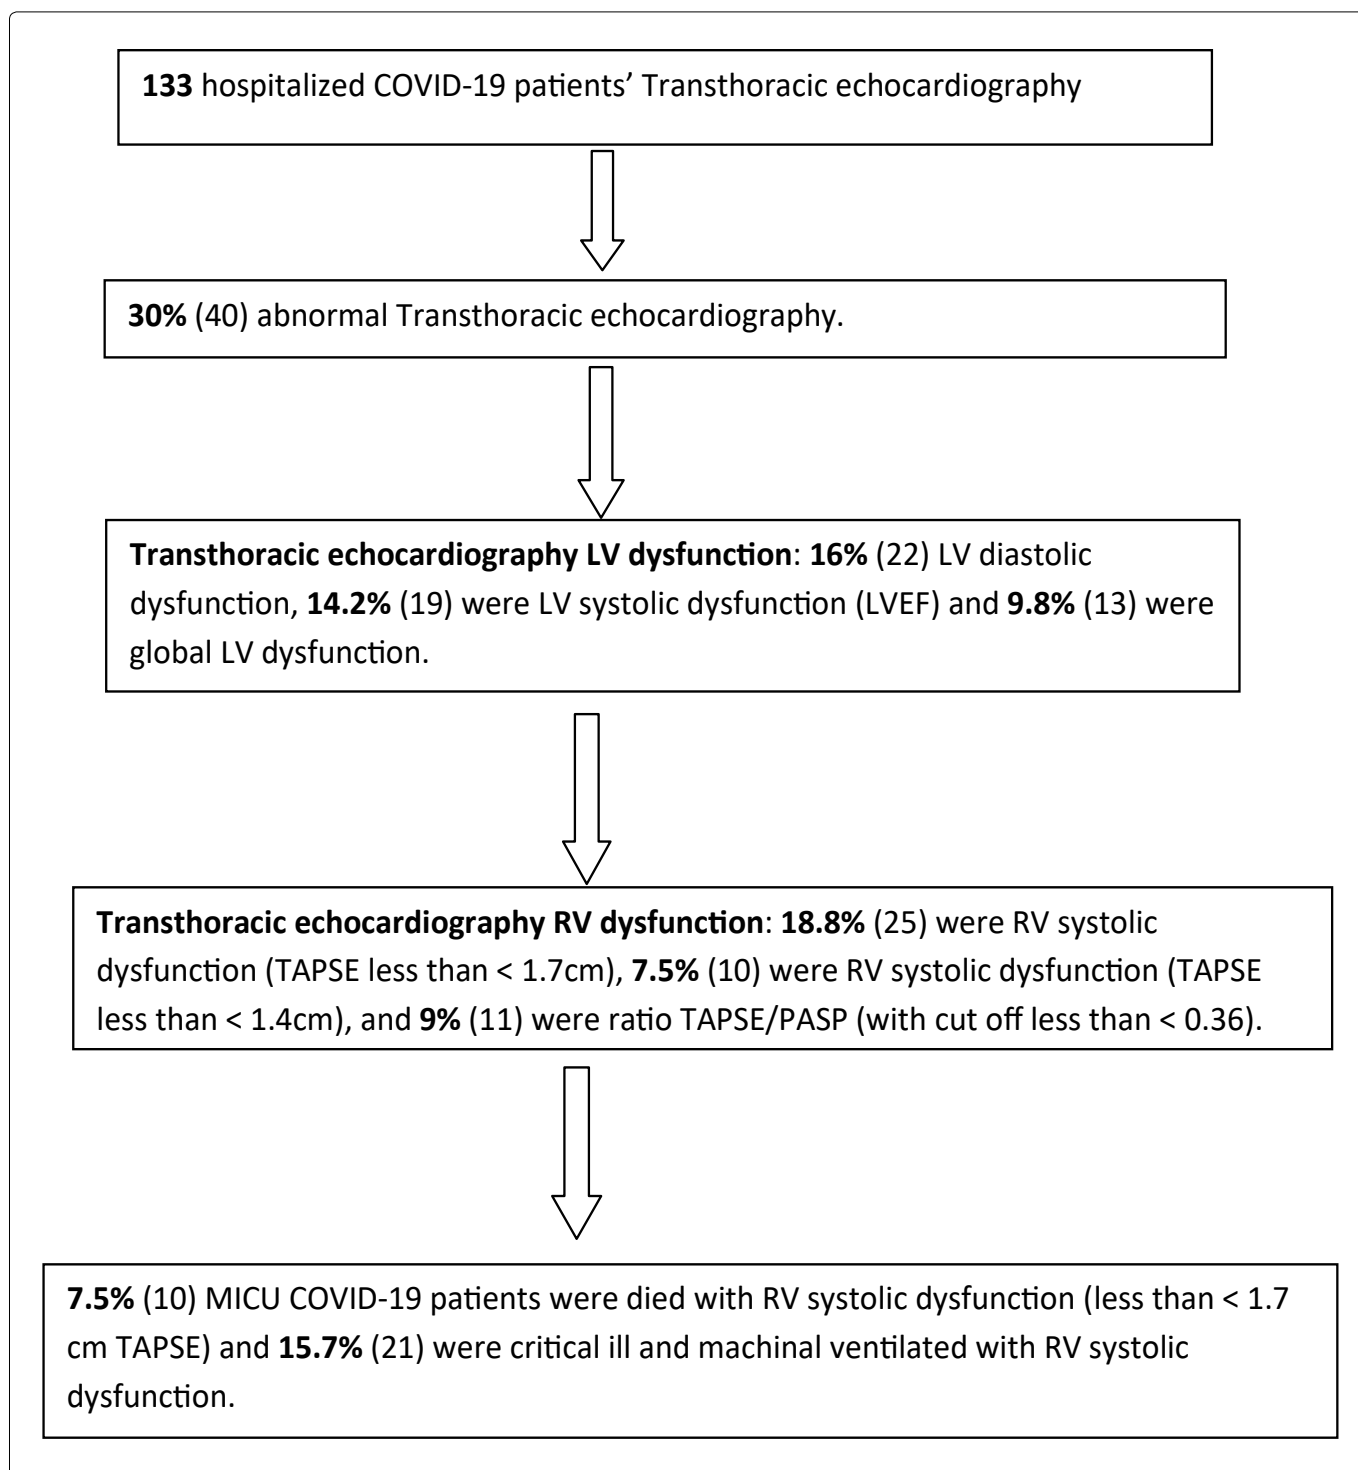 133 hospitalized COVID-19 patients’ Transthoracic echocardiography
30% (40) abnormal Transthoracic echocardiography.
Transthoracic echocardiography LV dysfunction: 16% (22) LV diastolic
dysfunction, 14.2% (19) were LV systolic dysfunction (LVEF) and 9.8% (13) were
global LV dysfunction.
Transthoracic echocardiography RV dysfunction: 18.8% (25) were RV systolic
dysfunction (TAPSE less than < 1.7cm), 7.5% (10) were RV systolic dysfunction (TAPSE
less than < 1.4cm), and 9% (11) were ratio TAPSE/PASP (with cut off less than < 0.36).
7.5% (10) MICU COVID-19 patients were died with RV systolic dysfunction (less than < 1.7
cm TAPSE) and 15.7% (21) were critical ill and machinal ventilated with RV systolic
dysfunction.